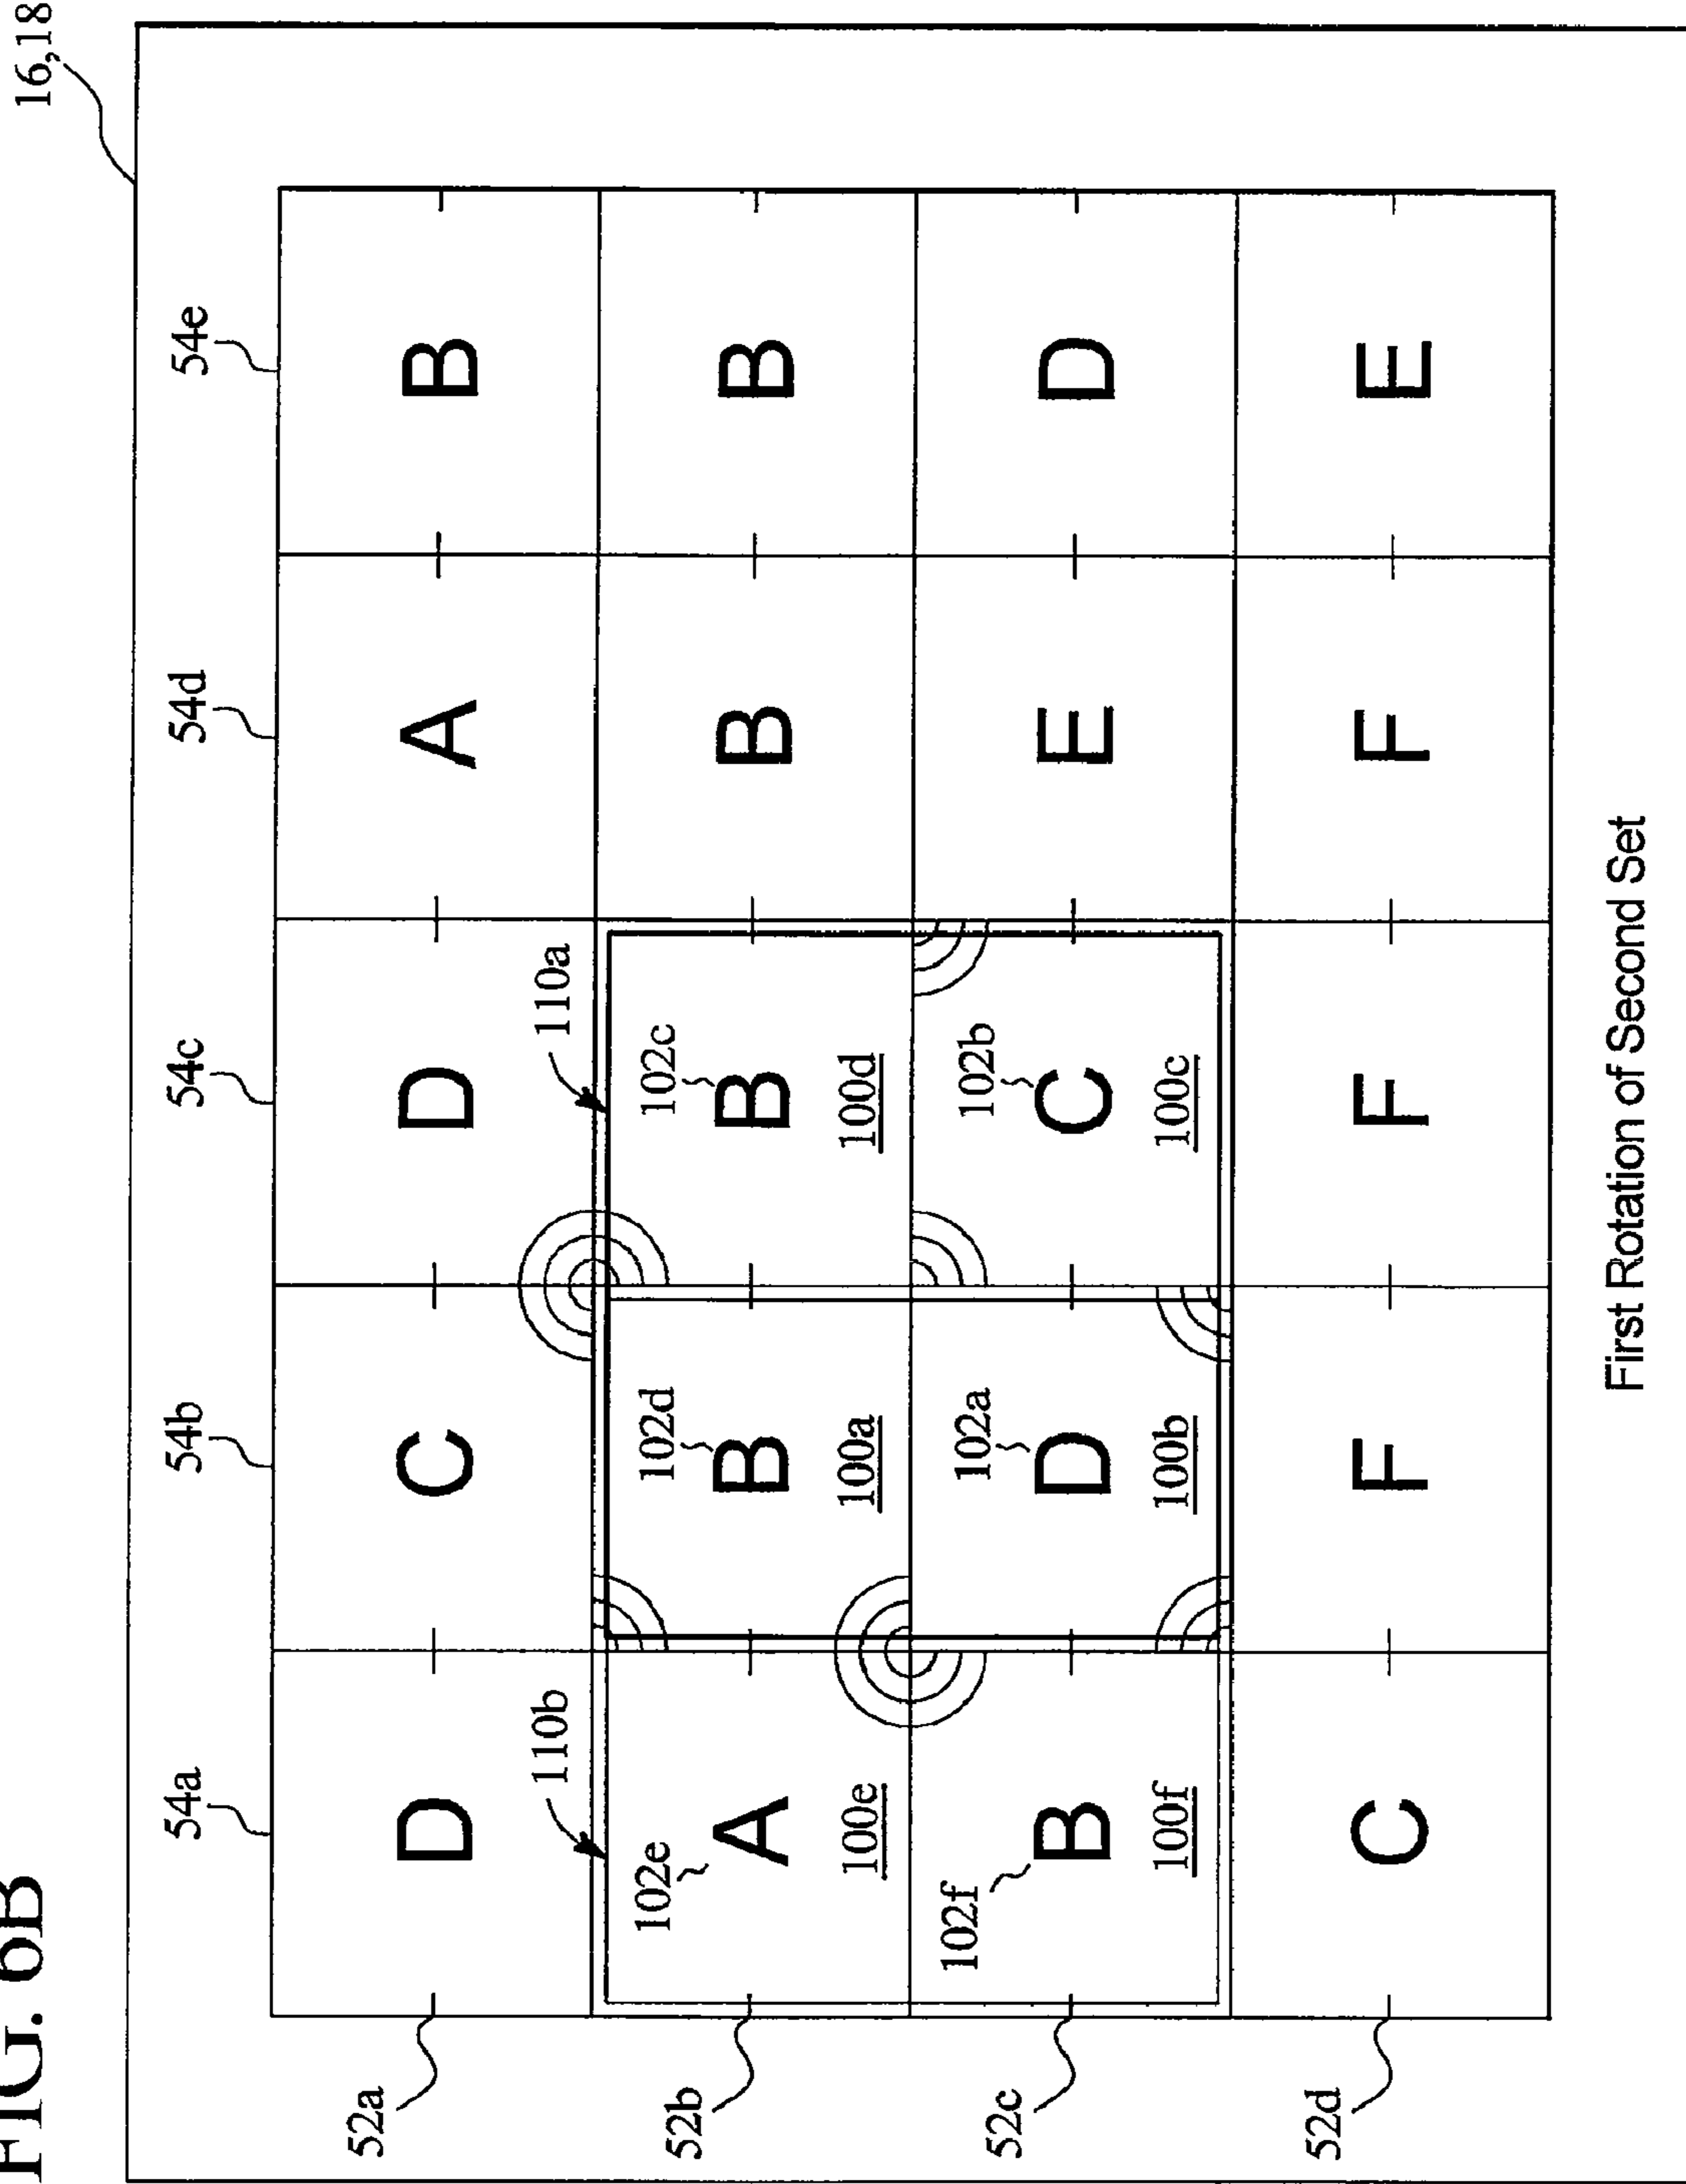 FIG. 6B
16,18
54a 54b 54c 54d 54e
52a D C D A B
110b 110a
102e 102d 102c
52b A B B B B
100e 100a 100d
102f 102a 102b
52c B D C E D
100f 100b 100c
52d C F F F E
First Rotation of Second Set